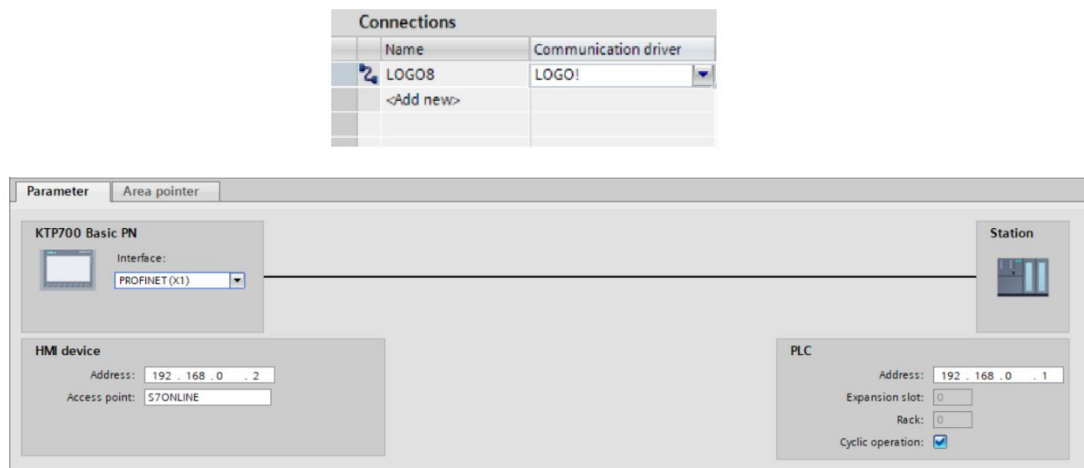 Connections
Name Communication driver
LOGO8 LOGO!
<Add new>
Parameter Area pointer
KTP700 Basic PN Station
Interface:
PROFINET (X1)
HMI device PLC
Address: 192 . 168 . 0 . 2 Address: 192 . 168 . 0 . 1
Access point: S7ONLINE Expansion slot: 0
Rack: 0
Cyclic operation: